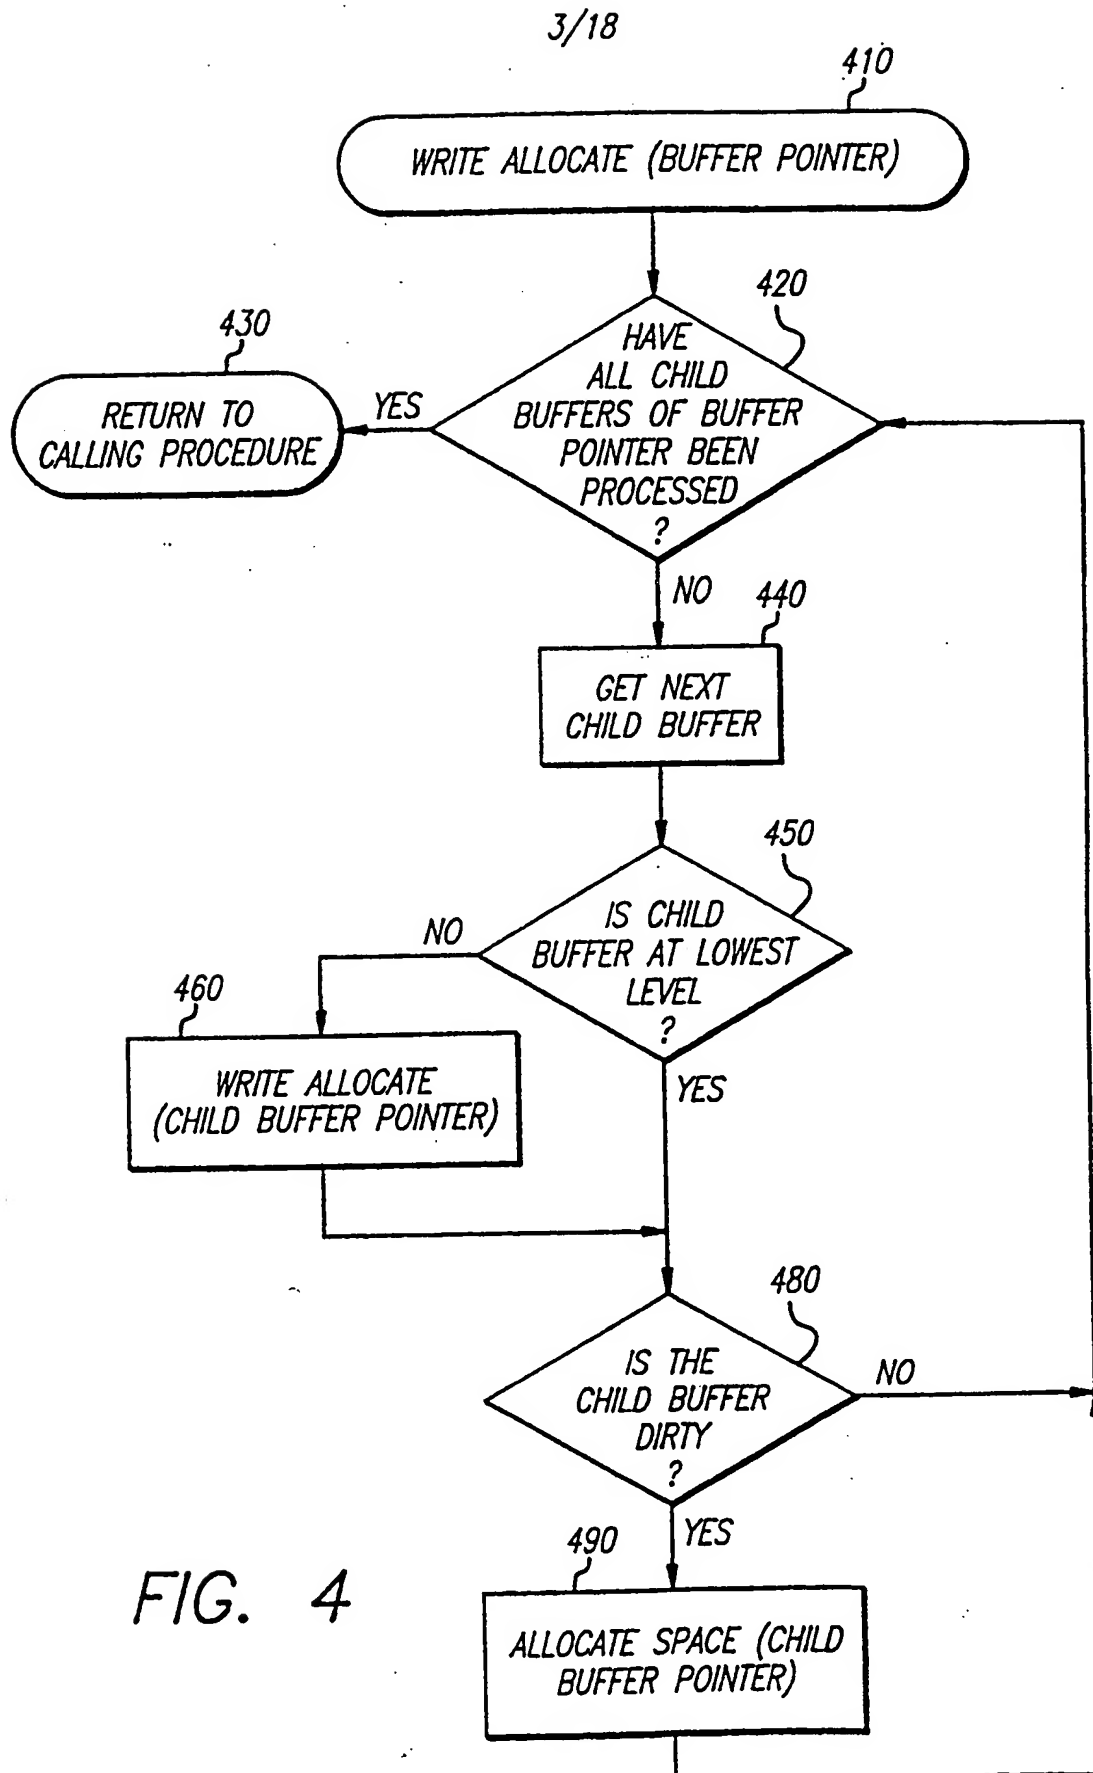 3/18
410
WRITE ALLOCATE (BUFFER POINTER)
420
HAVE
ALL CHILD
BUFFERS OF BUFFER
POINTER BEEN
PROCESSED
?
430
RETURN TO
CALLING PROCEDURE
YES
NO
440
GET NEXT
CHILD BUFFER
450
IS CHILD
BUFFER AT LOWEST
LEVEL
?
NO
460
WRITE ALLOCATE
(CHILD BUFFER POINTER)
YES
480
IS THE
CHILD BUFFER
DIRTY
?
NO
YES
490
ALLOCATE SPACE (CHILD
BUFFER POINTER)
FIG. 4